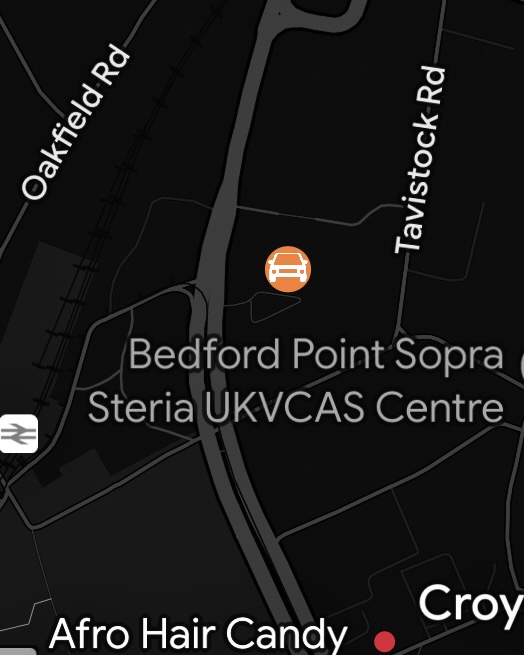 Oakfield Rd
Tavistock Rd
Bedford Point Sopra
Steria UKVCAS Centre
Croy
Afro Hair Candy